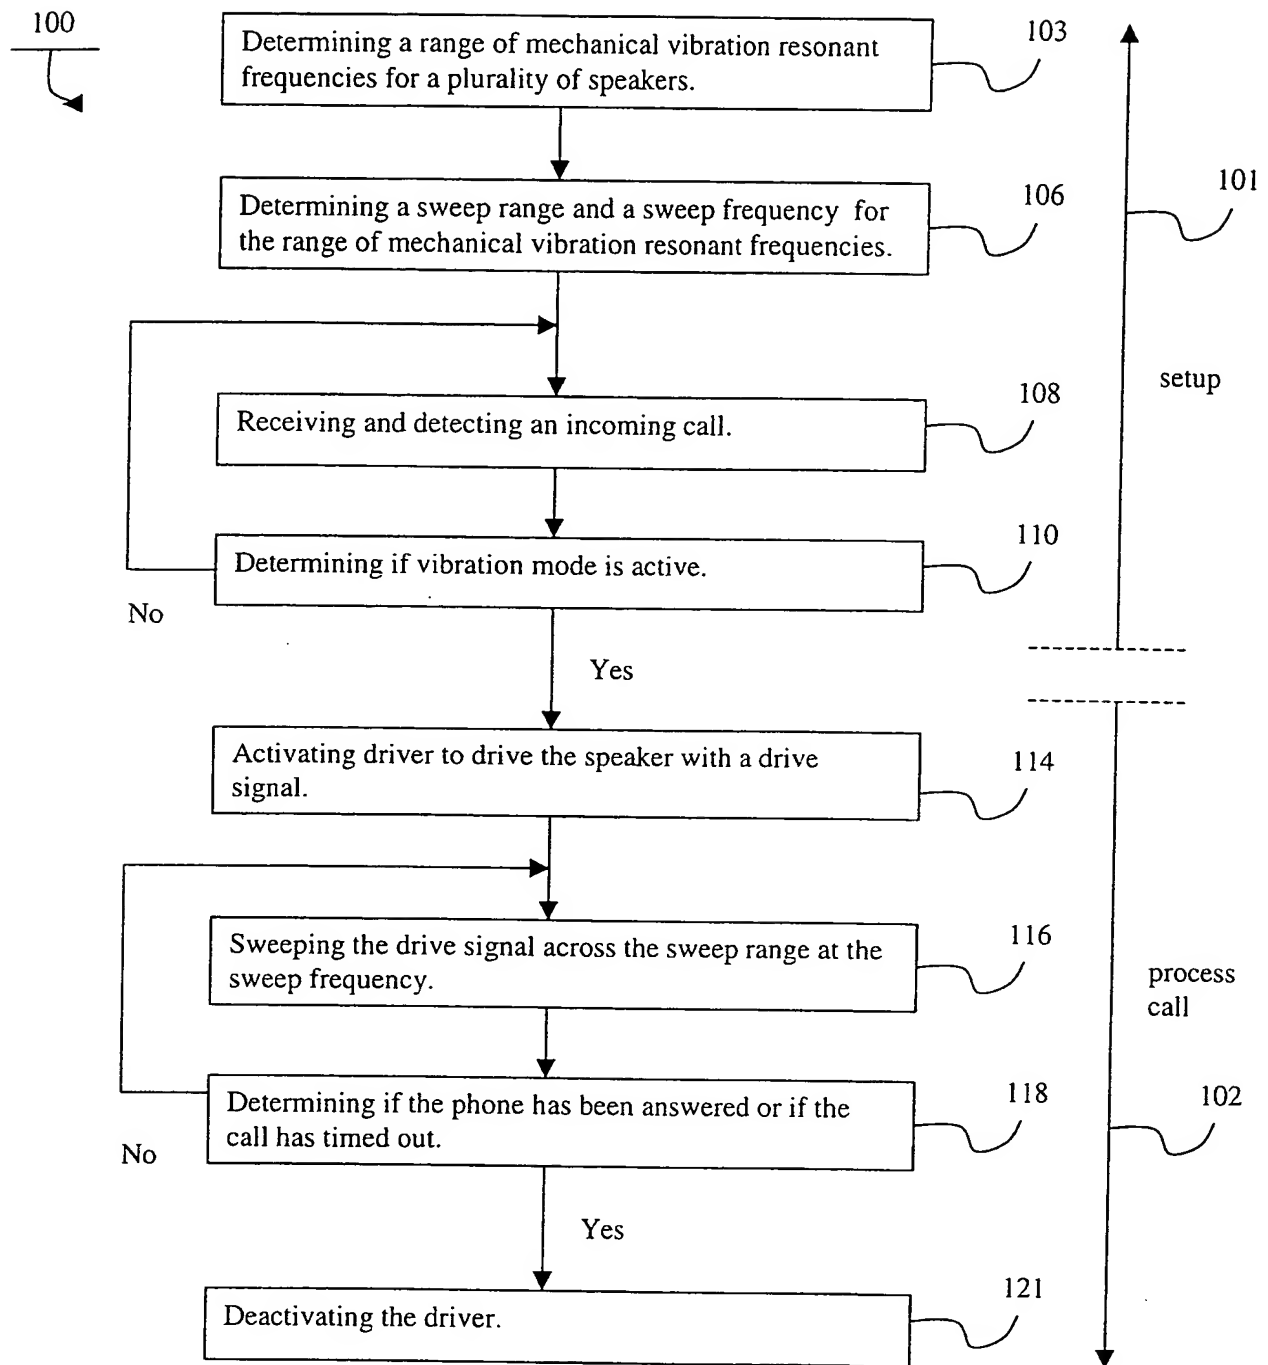 100
Determining a range of mechanical vibration resonant
frequencies for a plurality of speakers.
103
Determining a sweep range and a sweep frequency for
the range of mechanical vibration resonant frequencies.
106
101
setup
Receiving and detecting an incoming call.
108
Determining if vibration mode is active.
110
No
Yes
Activating driver to drive the speaker with a drive
signal.
114
Sweeping the drive signal across the sweep range at the
sweep frequency.
116
process
call
Determining if the phone has been answered or if the
call has timed out.
118
102
No
Yes
Deactivating the driver.
121